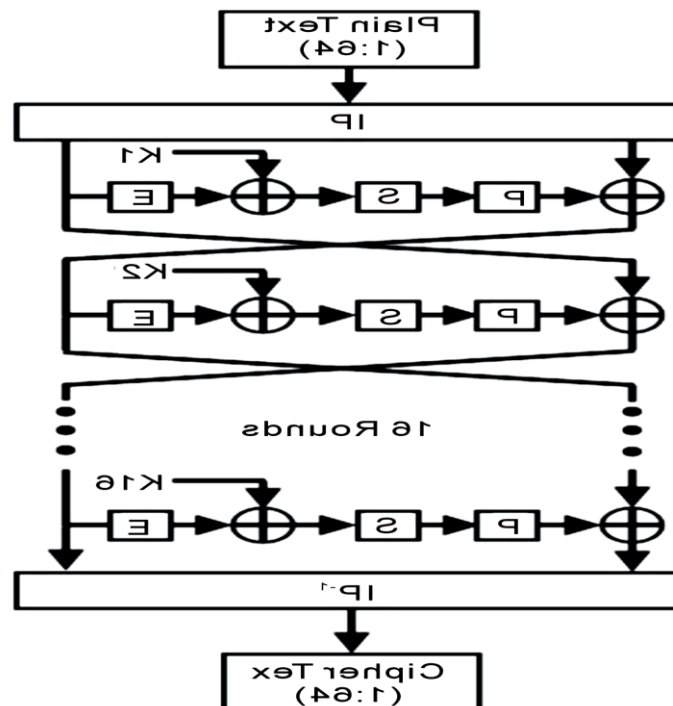 Plain Text
(1:64)
IP
K1
E
S
P
K2
E
S
P
16 Rounds
K16
E
S
P
IP⁻¹
Cipher Tex
(1:64)